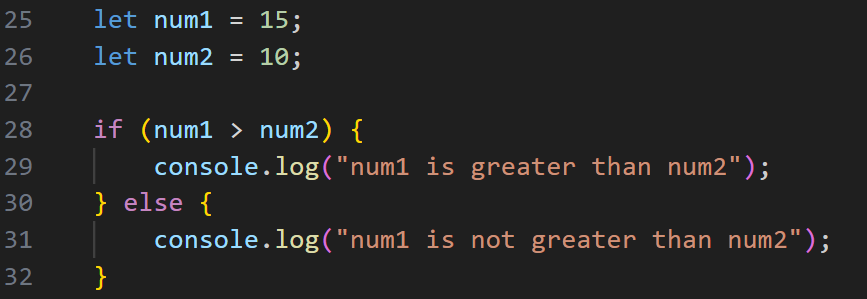 25 let num1 = 15;
26 let num2 = 10;
27
28 if (num1 > num2) {
29     console.log("num1 is greater than num2");
30 } else {
31     console.log("num1 is not greater than num2");
32 }